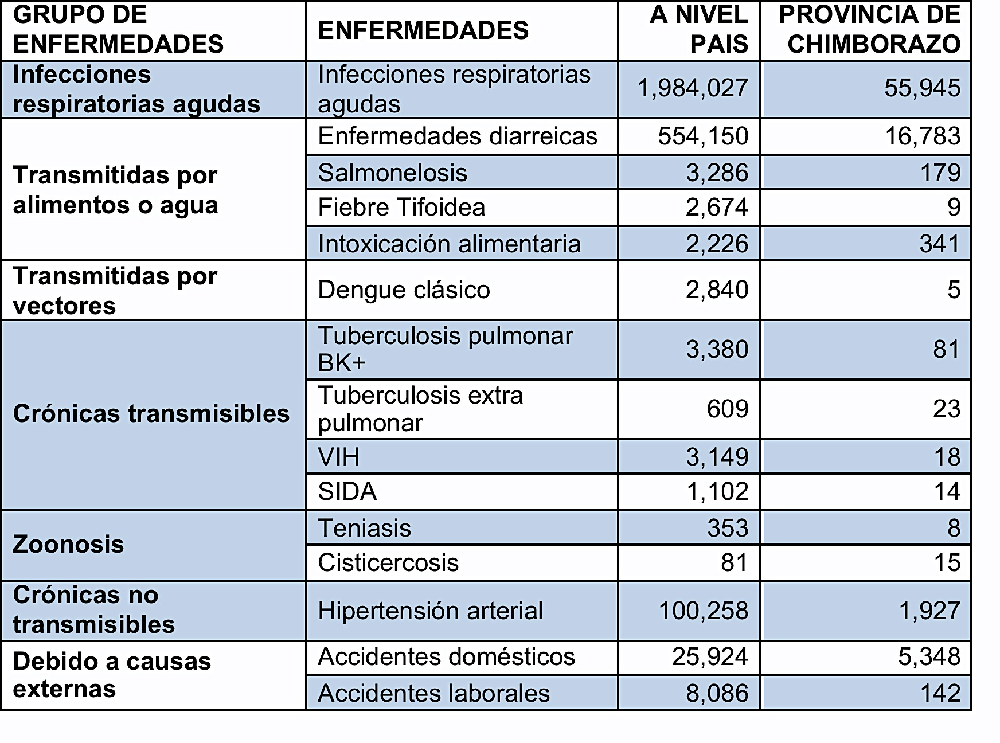 GRUPO DE
ENFERMEDADES
ENFERMEDADES
A NIVEL
PAIS
PROVINCIA DE
CHIMBORAZO
Infecciones
respiratorias agudas
Infecciones respiratorias
agudas
1,984,027
55,945
Transmitidas por
alimentos o agua
Enfermedades diarreicas
554,150
16,783
Salmonelosis
3,286
179
Fiebre Tifoidea
2,674
9
Intoxicación alimentaria
2,226
341
Transmitidas por
vectores
Dengue clásico
2,840
5
Crónicas transmisibles
Tuberculosis pulmonar
BK+
3,380
81
Tuberculosis extra
pulmonar
609
23
VIH
3,149
18
SIDA
1,102
14
Zoonosis
Teniasis
353
8
Cisticercosis
81
15
Crónicas no
transmisibles
Hipertensión arterial
100,258
1,927
Debido a causas
externas
Accidentes domésticos
25,924
5,348
Accidentes laborales
8,086
142